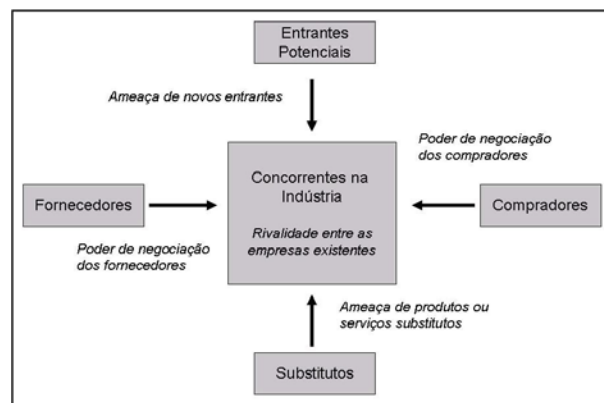 Entrantes
Potenciais
Ameaça de novos entrantes
Poder de negociação
dos compradores
Concorrentes na
Indústria
Rivalidade entre as
empresas existentes
Fornecedores
Compradores
Poder de negociação
dos fornecedores
Ameaça de produtos ou
serviços substitutos
Substitutos